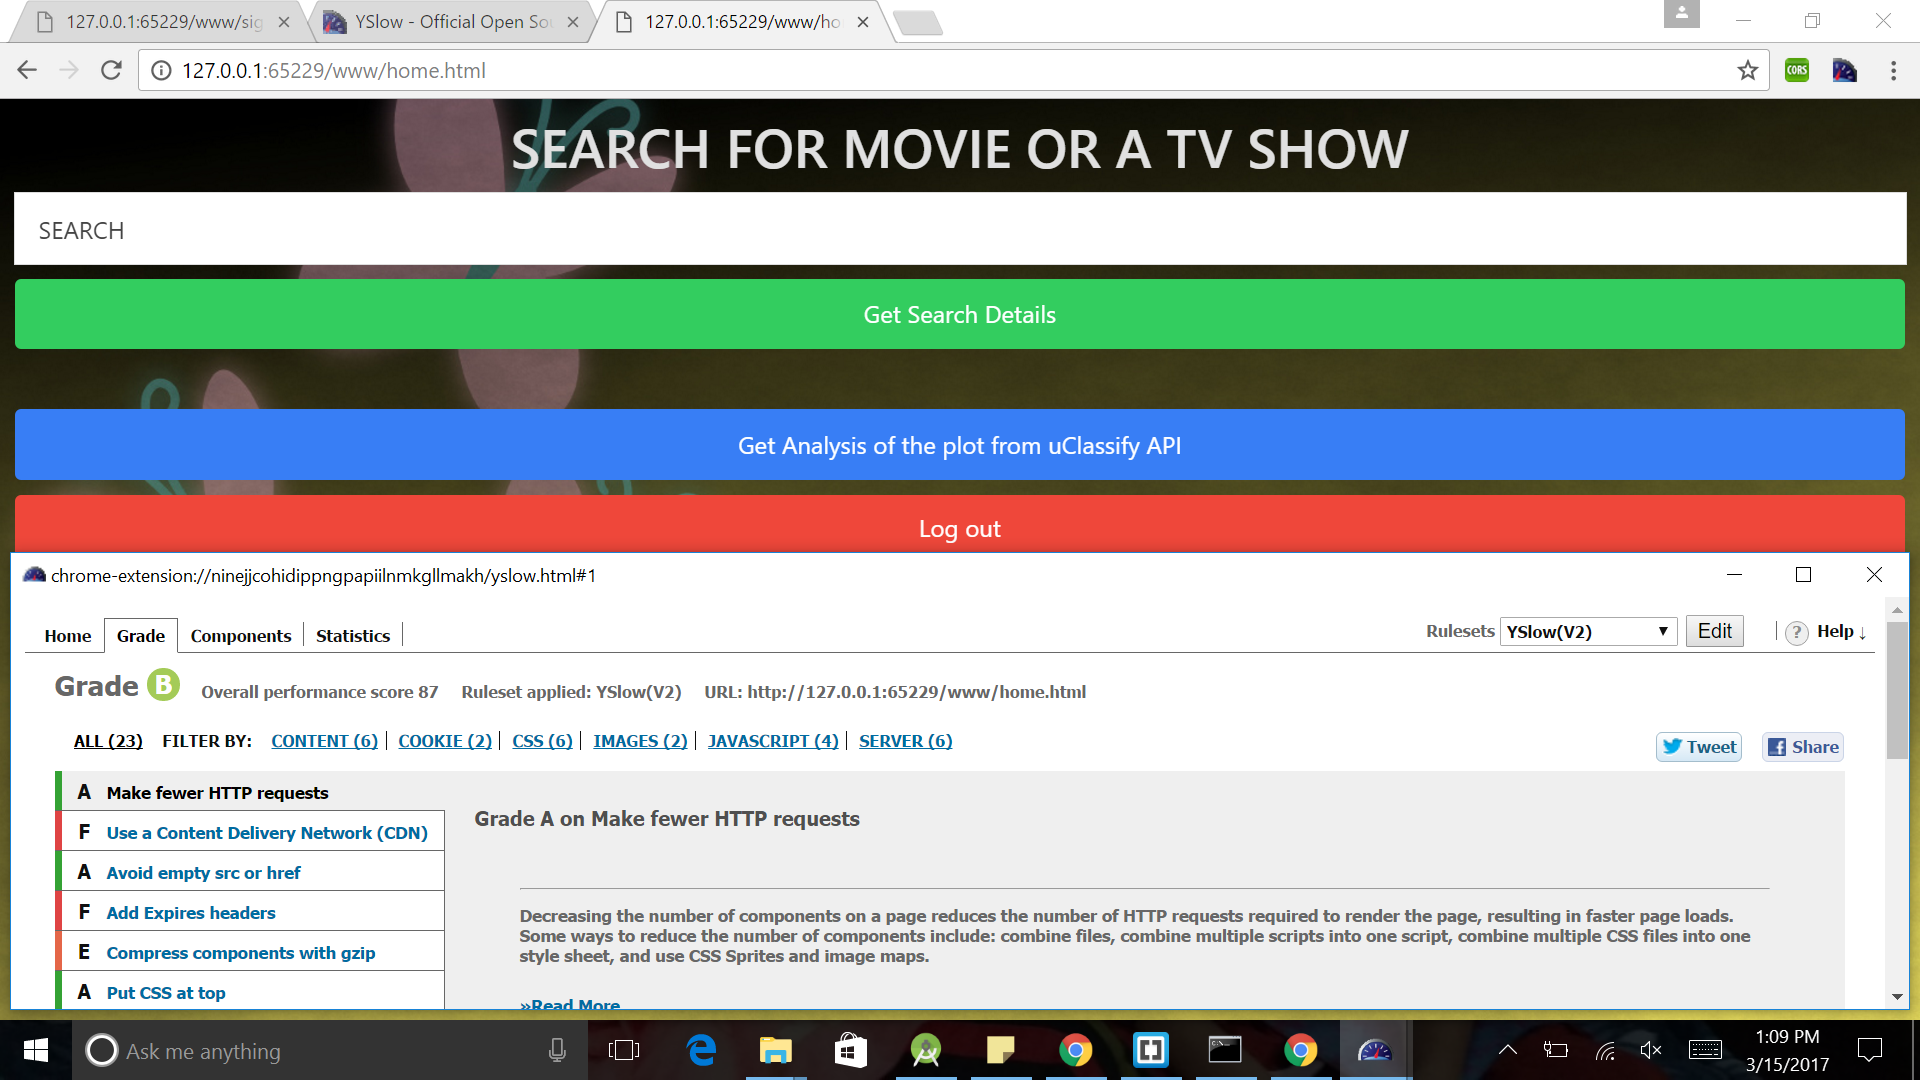 127.0.0.1:65229/www/sig
YSlow - Official Open Sou
127.0.0.1:65229/www/ho
127.0.0.1:65229/www/home.html
CORS
SEARCH FOR MOVIE OR A TV SHOW
SEARCH
Get Search Details
Get Analysis of the plot from uClassify API
Log out
chrome-extension://ninejjcohidippngpapiilnmkgllmakh/yslow.html#1
Home Grade Components Statistics
Rulesets YSlow(V2) Edit ? Help ↓
Grade B Overall performance score 87 Ruleset applied: YSlow(V2) URL: http://127.0.0.1:65229/www/home.html
ALL (23) FILTER BY: CONTENT (6) | COOKIE (2) | CSS (6) | IMAGES (2) | JAVASCRIPT (4) | SERVER (6)
Tweet Share
A Make fewer HTTP requests
F Use a Content Delivery Network (CDN)
A Avoid empty src or href
F Add Expires headers
E Compress components with gzip
A Put CSS at top
Grade A on Make fewer HTTP requests
Decreasing the number of components on a page reduces the number of HTTP requests required to render the page, resulting in faster page loads.
Some ways to reduce the number of components include: combine files, combine multiple scripts into one script, combine multiple CSS files into one
style sheet, and use CSS Sprites and image maps.
»Read More
Ask me anything
1:09 PM
3/15/2017